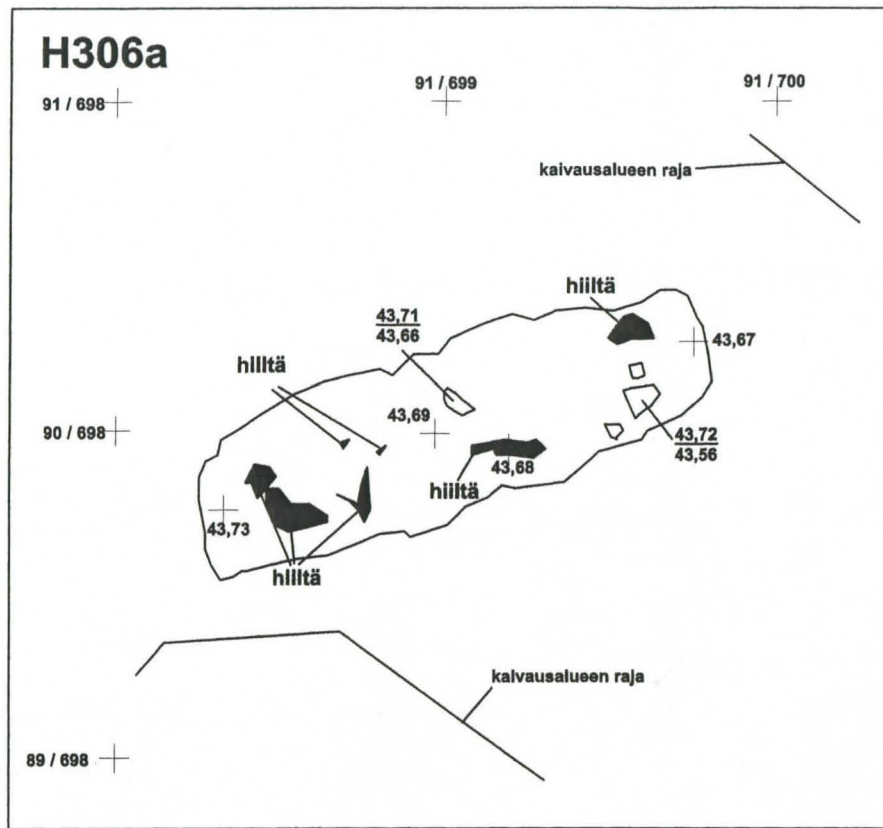 H306a
91 / 698
91 / 699
91 / 700
kaivausalueen raja
hiiltä
43,71
43,66
43,67
hiiltä
43,69
90 / 698
43,72
43,56
43,68
hiiltä
43,73
hiiltä
kaivausalueen raja
89 / 698